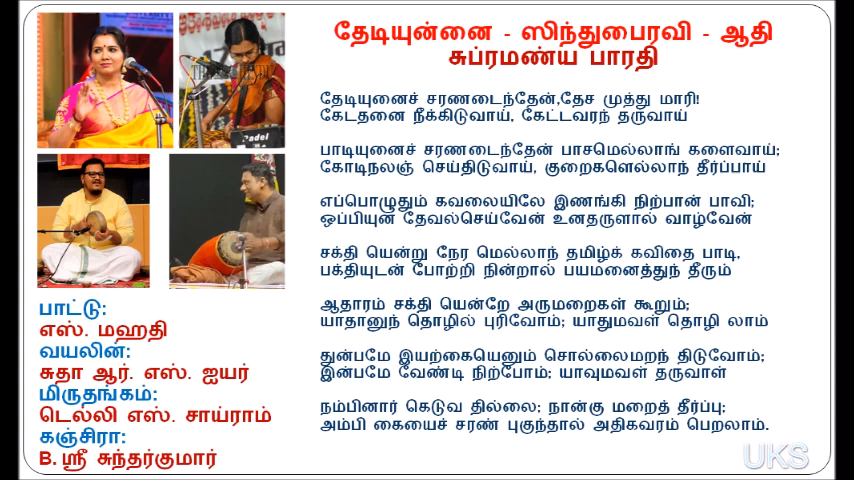 தேடியுன்னை - ஸிந்துபைரவி - ஆதி
சுப்ரமண்ய பாரதி
தேடியுனைச் சரணடைந்தேன்,தேச முத்து மாரி!
கேடதனை நீக்கிடுவாய், கேட்டவரந் தருவாய்
பாடியுனைச் சரணடைந்தேன் பாசமெல்லாங் களைவாய்;
கோடிநலஞ் செய்திடுவாய், குறைகளெல்லாந் தீர்ப்பாய்
எப்பொழுதும் கவலையிலே இணங்கி நிற்பான் பாவி;
ஒப்பியுன தேவல்செய்வேன் உனதருளால் வாழ்வேன்
சக்தி யென்று நேர மெல்லாந் தமிழ்க் கவிதை பாடி,
பக்தியுடன் போற்றி நின்றால் பயமனைத்துந் தீரும்
ஆதாரம் சக்தி யென்றே அருமறைகள் கூறும்;
யாதானுந் தொழில் புரிவோம்; யாதுமவள் தொழி லாம்
துன்பமே இயற்கையெனும் சொல்லைமறந் திடுவோம்;
இன்பமே வேண்டி நிற்போம்; யாவுமவள் தருவாள்
நம்பினார் கெடுவ தில்லை; நான்கு மறைத் தீர்ப்பு;
அம்பி கையைச் சரண் புகுந்தால் அதிகவரம் பெறலாம்.
பாட்டு:
எஸ். மஹதி
வயலின்:
சுதா ஆர். எஸ். ஐயர்
மிருதங்கம்:
டெல்லி எஸ். சாய்ராம்
கஞ்சிரா:
B. ஸ்ரீ சுந்தர்குமார்
UKS